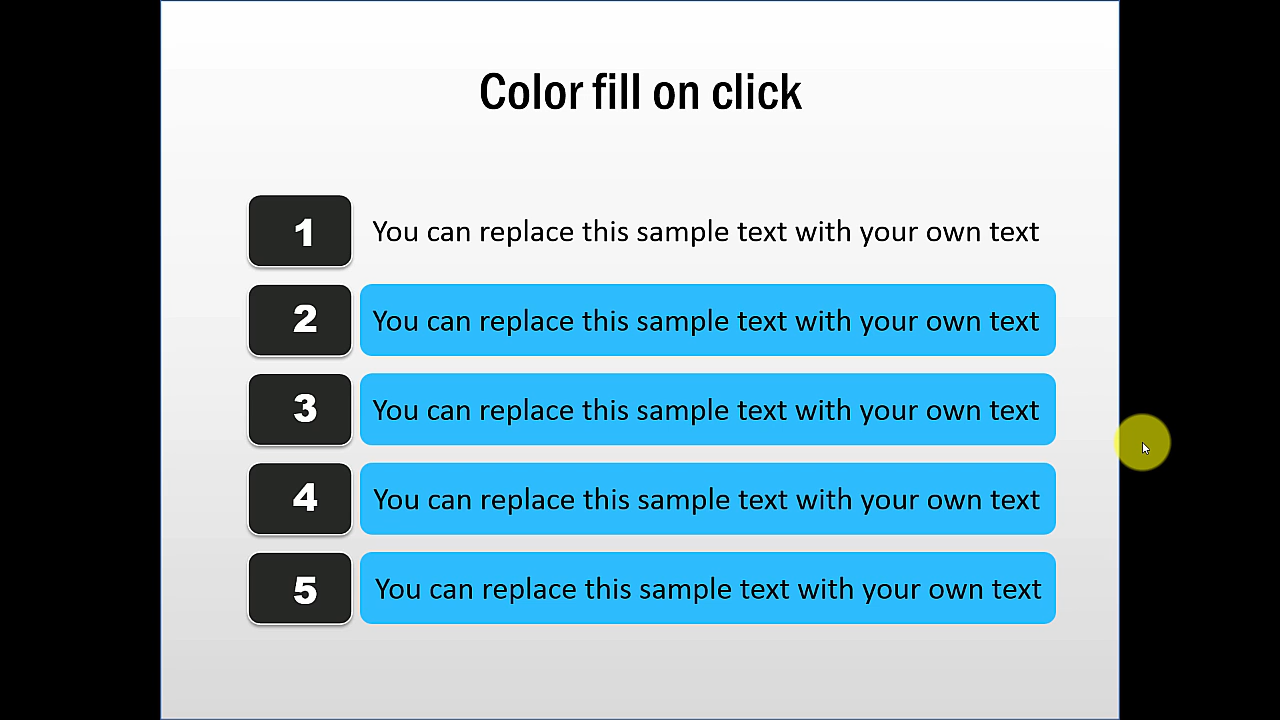 Color fill on click
1 You can replace this sample text with your own text
2 You can replace this sample text with your own text
3 You can replace this sample text with your own text
4 You can replace this sample text with your own text
5 You can replace this sample text with your own text